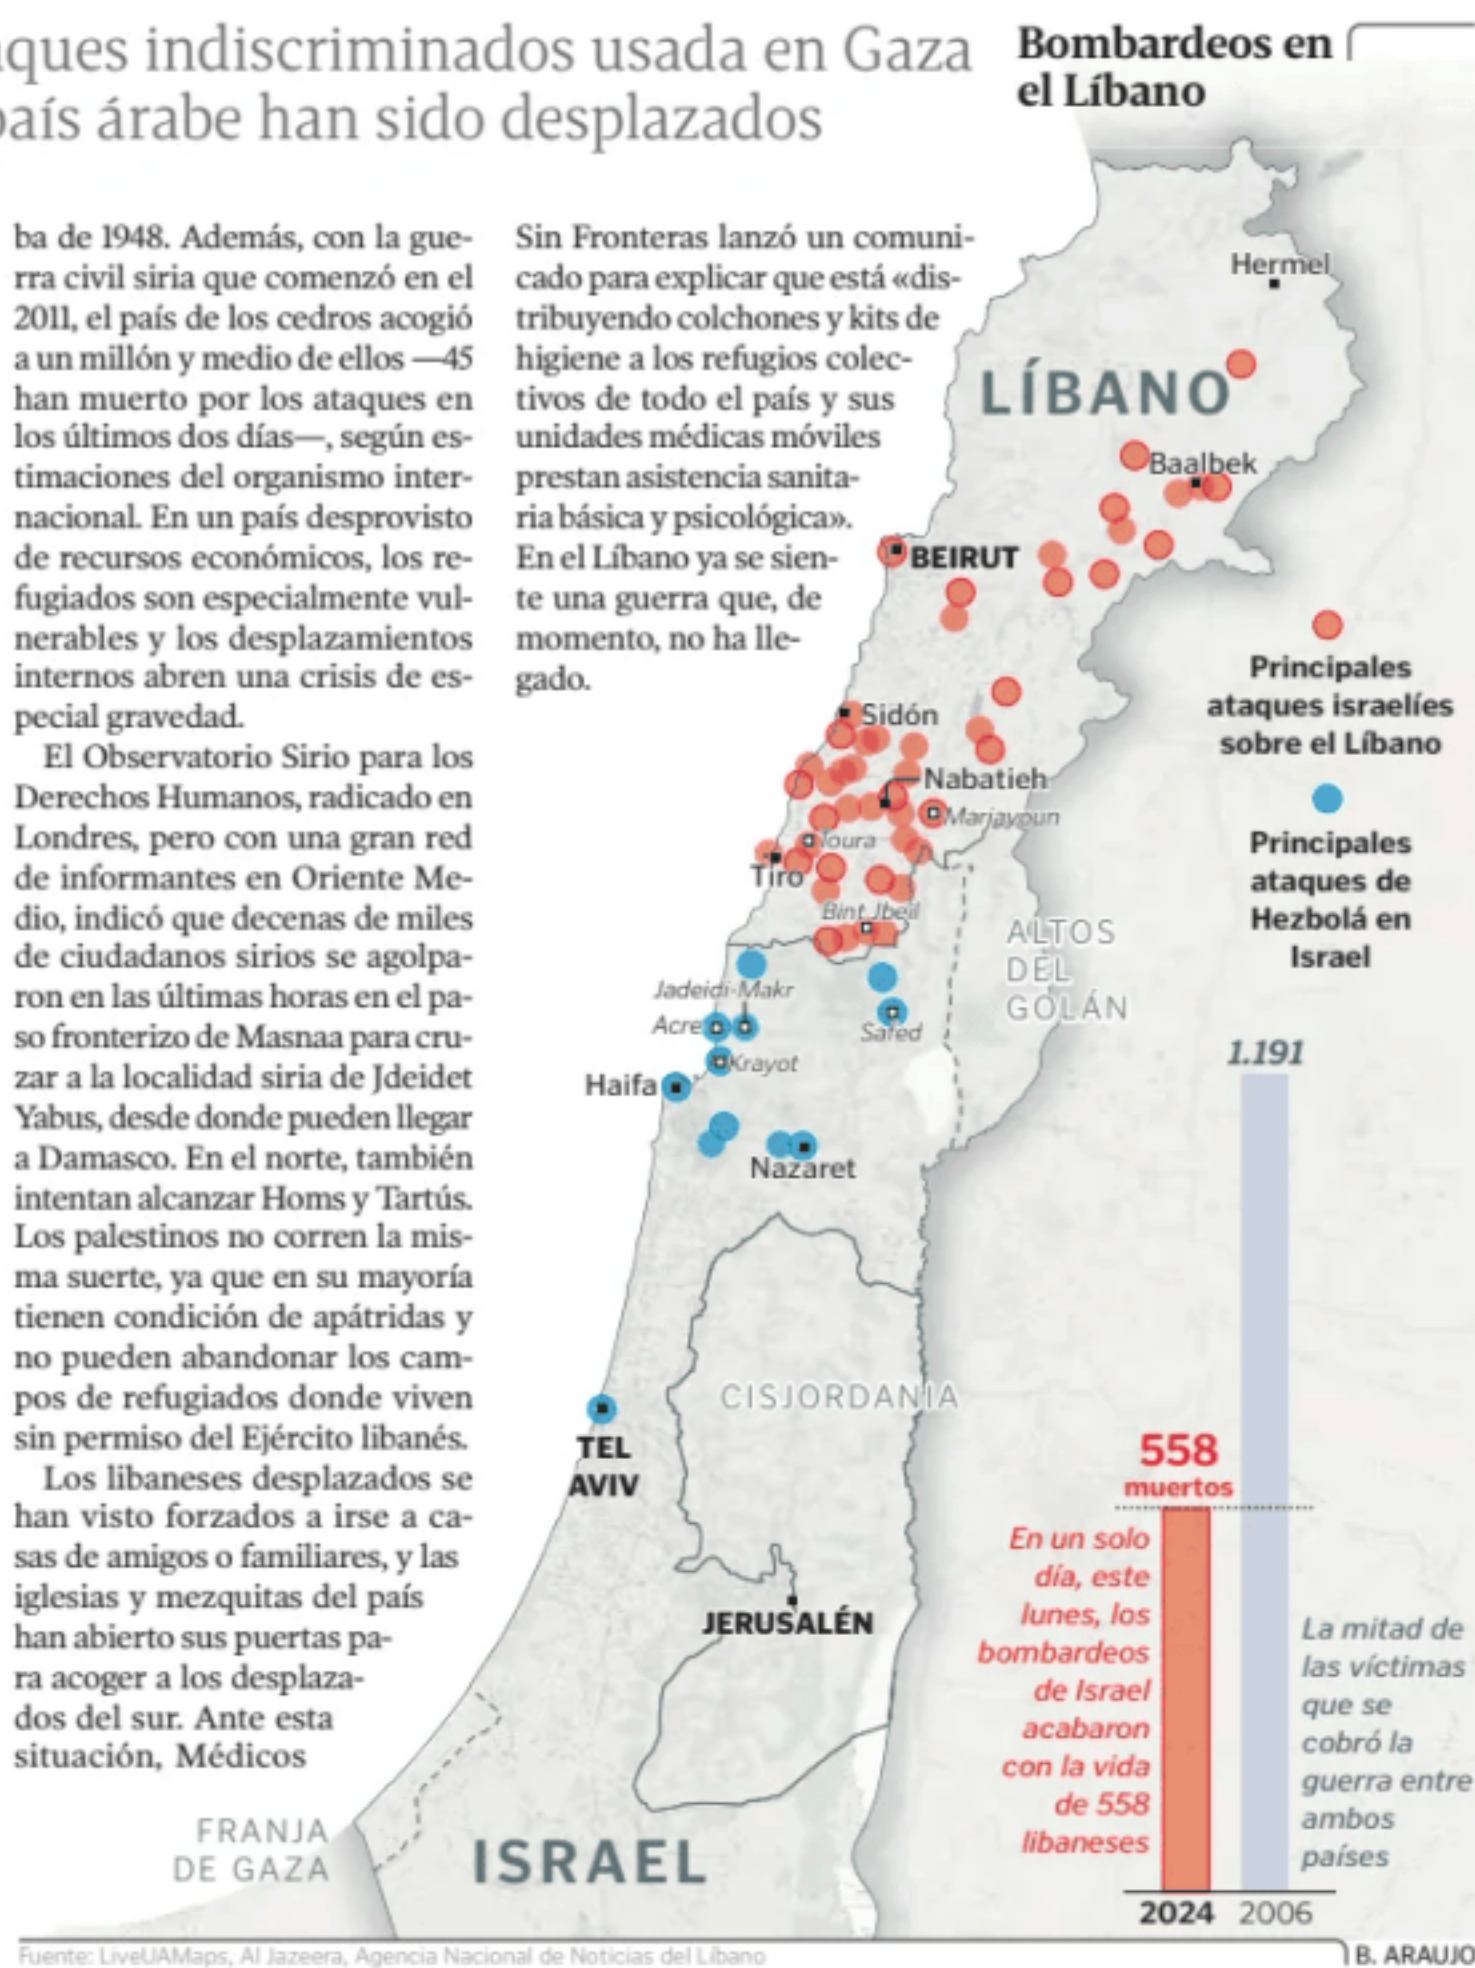 ques indiscriminados usada en Gaza
país árabe han sido desplazados
ba de 1948. Además, con la gue-
rra civil siria que comenzó en el
2011, el país de los cedros acogió
a un millón y medio de ellos —45
han muerto por los ataques en
los últimos dos días—, según es-
timaciones del organismo inter-
nacional. En un país desprovisto
de recursos económicos, los re-
fugiados son especialmente vul-
nerables y los desplazamientos
internos abren una crisis de es-
pecial gravedad.
El Observatorio Sirio para los
Derechos Humanos, radicado en
Londres, pero con una gran red
de informantes en Oriente Me-
dio, indicó que decenas de miles
de ciudadanos sirios se agolpa-
ron en las últimas horas en el pa-
so fronterizo de Masnaa para cru-
zar a la localidad siria de Jdeidet
Yabus, desde donde pueden llegar
a Damasco. En el norte, también
intentan alcanzar Homs y Tartús.
Los palestinos no corren la mis-
ma suerte, ya que en su mayoría
tienen condición de apátridas y
no pueden abandonar los cam-
pos de refugiados donde viven
sin permiso del Ejército libanés.
Los libaneses desplazados se
han visto forzados a irse a ca-
sas de amigos o familiares, y las
iglesias y mezquitas del país
han abierto sus puertas pa-
ra acoger a los desplaza-
dos del sur. Ante esta
situación, Médicos
Sin Fronteras lanzó un comuni-
cado para explicar que está «dis-
tribuyendo colchones y kits de
higiene a los refugios colec-
tivos de todo el país y sus
unidades médicas móviles
prestan asistencia sanita-
ria básica y psicológica».
En el Líbano ya se sien-
te una guerra que, de
momento, no ha lle-
gado.
Bombardeos en
el Líbano
Hermel
LÍBANO
Baalbek
BEIRUT
Sidón
Nabatieh
Marjayoun
Toura
Tiro
Bint Jbeil
ALTOS
DEL
GOLÁN
Jadeidi-Makr
Acre
Safed
Krayot
Haifa
Nazaret
CISJORDANIA
TEL
AVIV
JERUSALÉN
FRANJA
DE GAZA
ISRAEL
Principales
ataques israelíes
sobre el Líbano
Principales
ataques de
Hezbolá en
Israel
1.191
558
muertos
En un solo
día, este
lunes, los
bombardeos
de Israel
acabaron
con la vida
de 558
libaneses
La mitad de
las víctimas
que se
cobró la
guerra entre
ambos
países
2024 2006
Fuente: LiveUAMaps, Al Jazeera, Agencia Nacional de Noticias del Líbano
B. ARAUJO